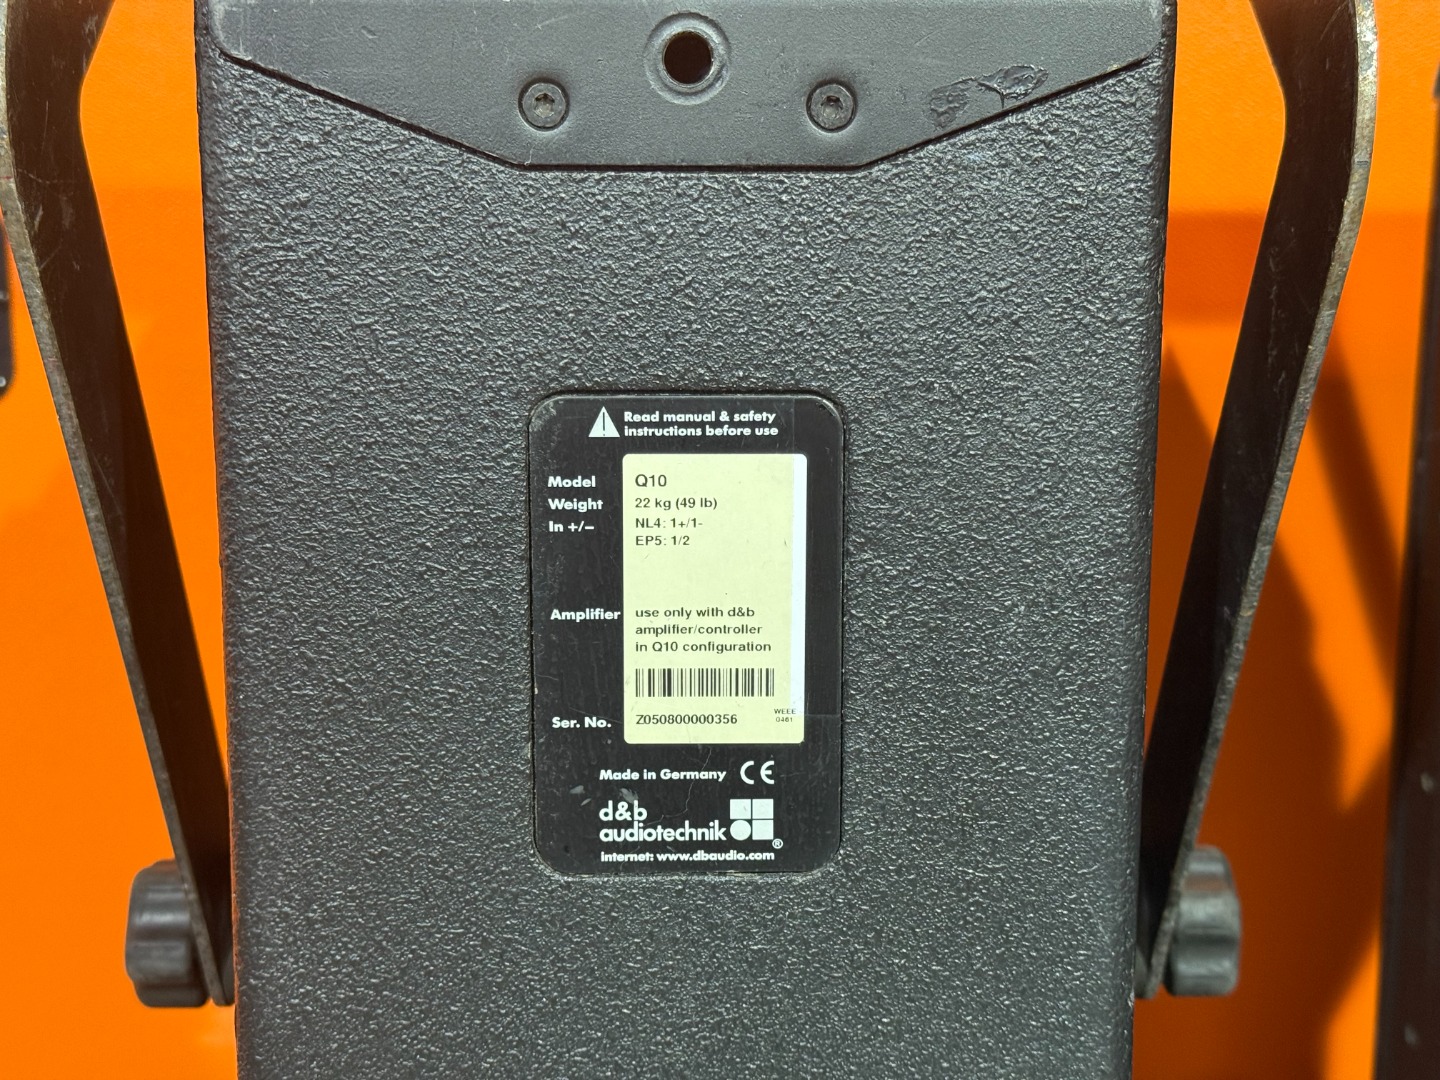 Read manual & safety
instructions before use
Model Q10
Weight 22 kg (49 lb)
In +/– NL4: 1+/1-
EP5: 1/2
Amplifier use only with d&b
amplifier/controller
in Q10 configuration
Ser. No. Z050800000356
WEEE
0461
Made in Germany CE
d&b
audiotechnik ®
Internet: www.dbaudio.com